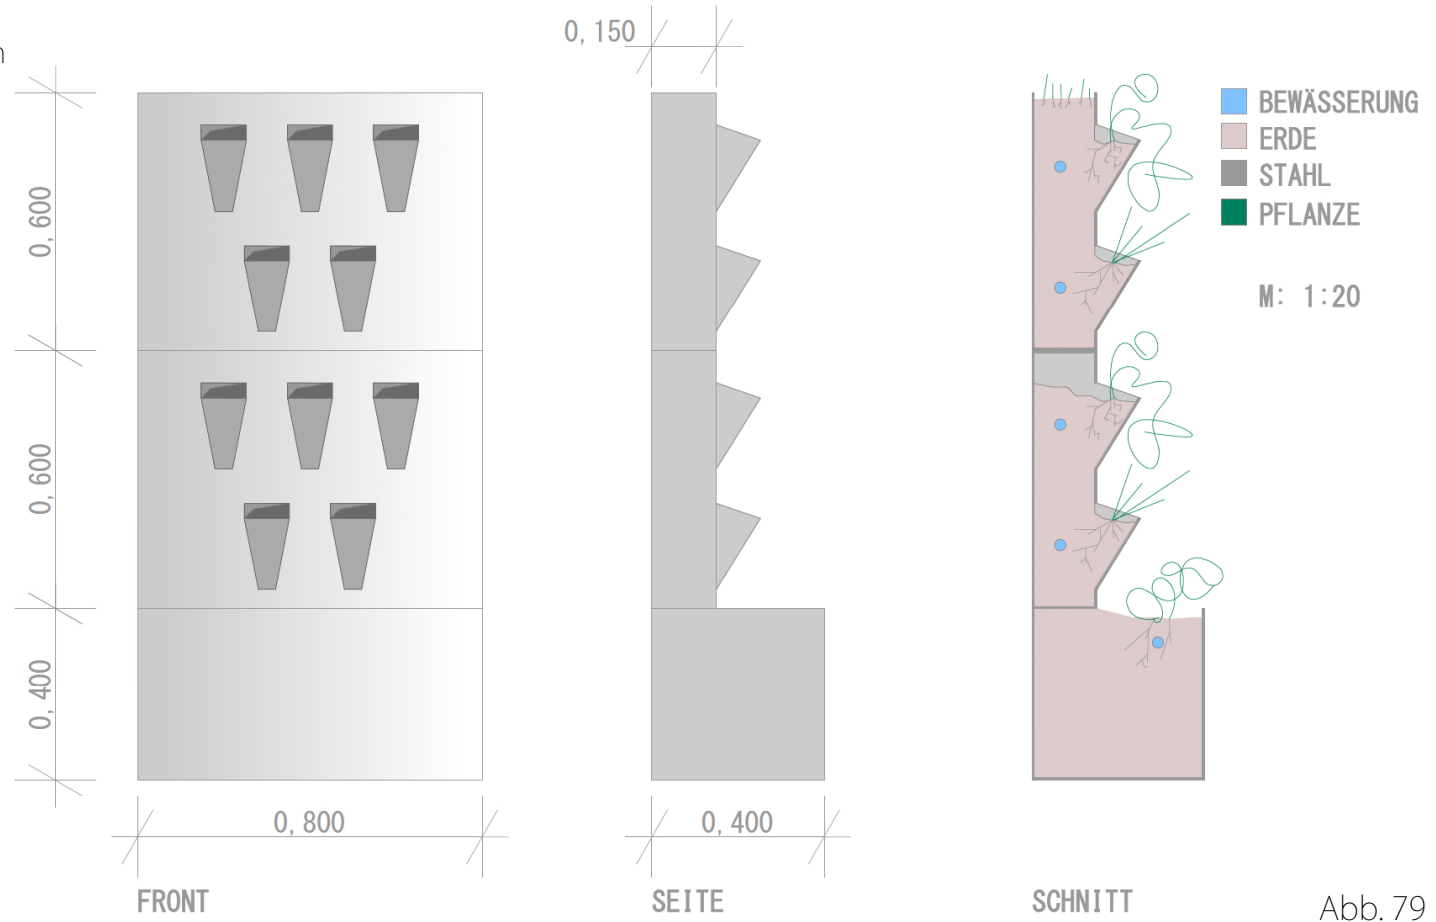 n
0,150
0,600
0,600
0,400
0,800
0,400
FRONT
SEITE
SCHNITT
BEWÄSSERUNG
ERDE
STAHL
PFLANZE
M: 1:20
Abb. 79